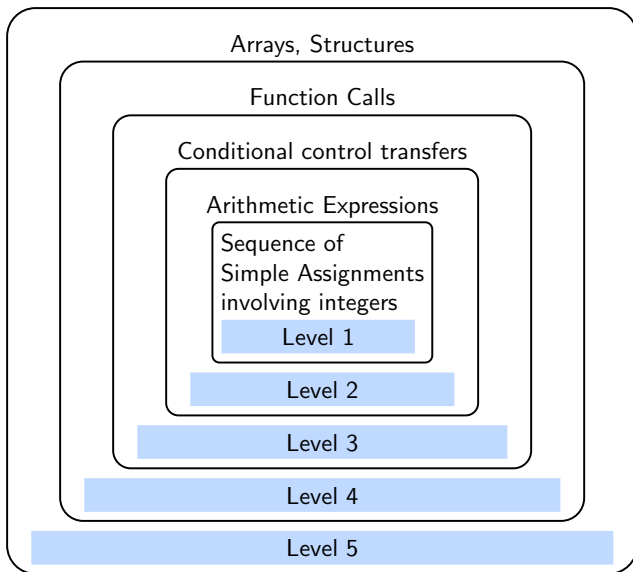 Arrays, Structures
Function Calls
Conditional control transfers
Arithmetic Expressions
Sequence of
Simple Assignments
involving integers
Level 1
Level 2
Level 3
Level 4
Level 5